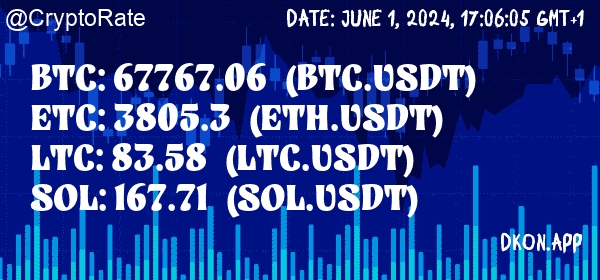 @CryptoRate
DATE: JUNE 1, 2024, 17:06:05 GMT+1
BTC: 67767.06 (BTC.USDT)
ETC: 3805.3 (ETH.USDT)
LTC: 83.58 (LTC.USDT)
SOL: 167.71 (SOL.USDT)
DKON.APP